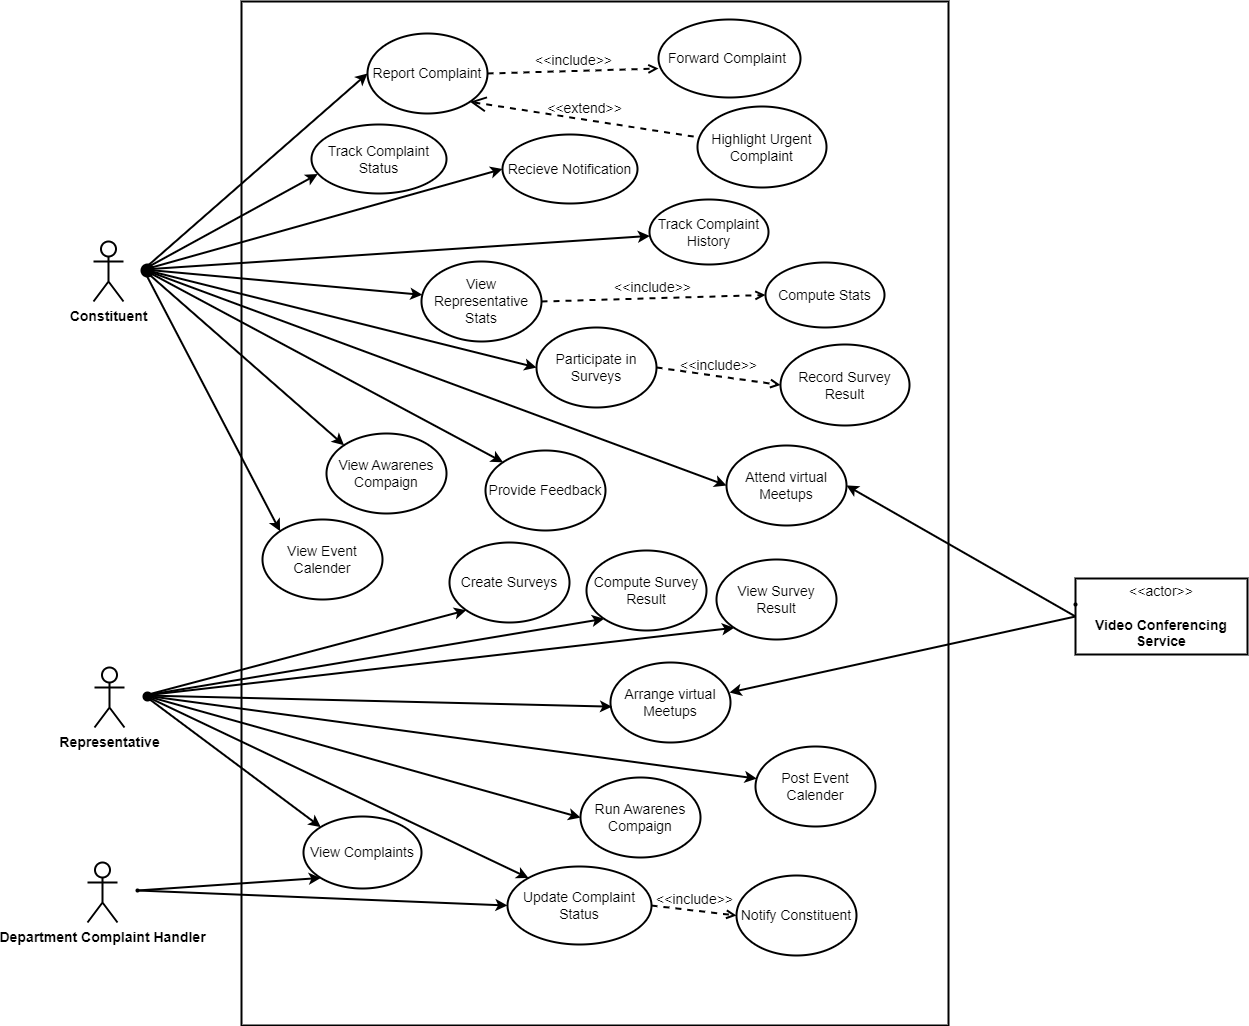 Report Complaint
<<include>>
Forward Complaint
<<extend>>
Highlight Urgent
Complaint
Track Complaint
Status
Recieve Notification
Track Complaint
History
Constituent
View
Representative
Stats
<<include>>
Compute Stats
Participate in
Surveys
<<include>>
Record Survey
Result
View Awarenes
Compaign
Provide Feedback
Attend virtual
Meetups
View Event
Calender
Create Surveys
Compute Survey
Result
View Survey
Result
<<actor>>
Video Conferencing
Service
Representative
Arrange virtual
Meetups
Post Event
Calender
Run Awarenes
Compaign
View Complaints
Department Complaint Handler
Update Complaint
Status
<<include>>
Notify Constituent